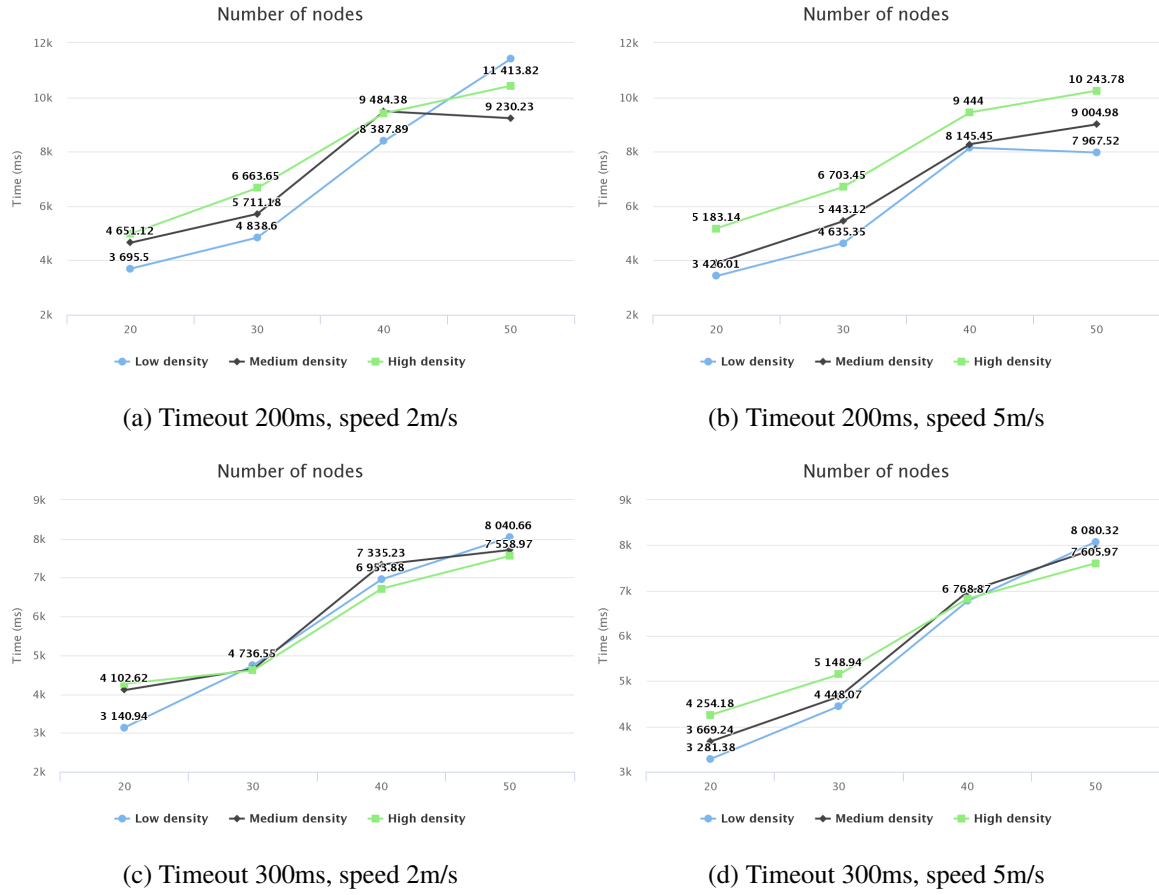 Number of nodes
12k
10k
8k
6k
4k
2k
Time (ms)
11 413.82
9 484.38
9 230.23
8 387.89
6 663.65
5 711.18
4 838.6
4 651.12
3 695.5
20 30 40 50
Low density Medium density High density
(a) Timeout 200ms, speed 2m/s
Number of nodes
12k
10k
8k
6k
4k
2k
Time (ms)
10 243.78
9 444
9 004.98
8 145.45
7 967.52
6 703.45
5 183.14
5 443.12
4 635.35
3 426.01
20 30 40 50
Low density Medium density High density
(b) Timeout 200ms, speed 5m/s
Number of nodes
9k
8k
7k
6k
5k
4k
3k
2k
Time (ms)
8 040.66
7 558.97
7 335.23
6 953.88
4 736.55
4 102.62
3 140.94
20 30 40 50
Low density Medium density High density
(c) Timeout 300ms, speed 2m/s
Number of nodes
9k
8k
7k
6k
5k
4k
3k
Time (ms)
8 080.32
7 605.97
6 768.87
5 148.94
4 448.07
4 254.18
3 669.24
3 281.38
20 30 40 50
Low density Medium density High density
(d) Timeout 300ms, speed 5m/s